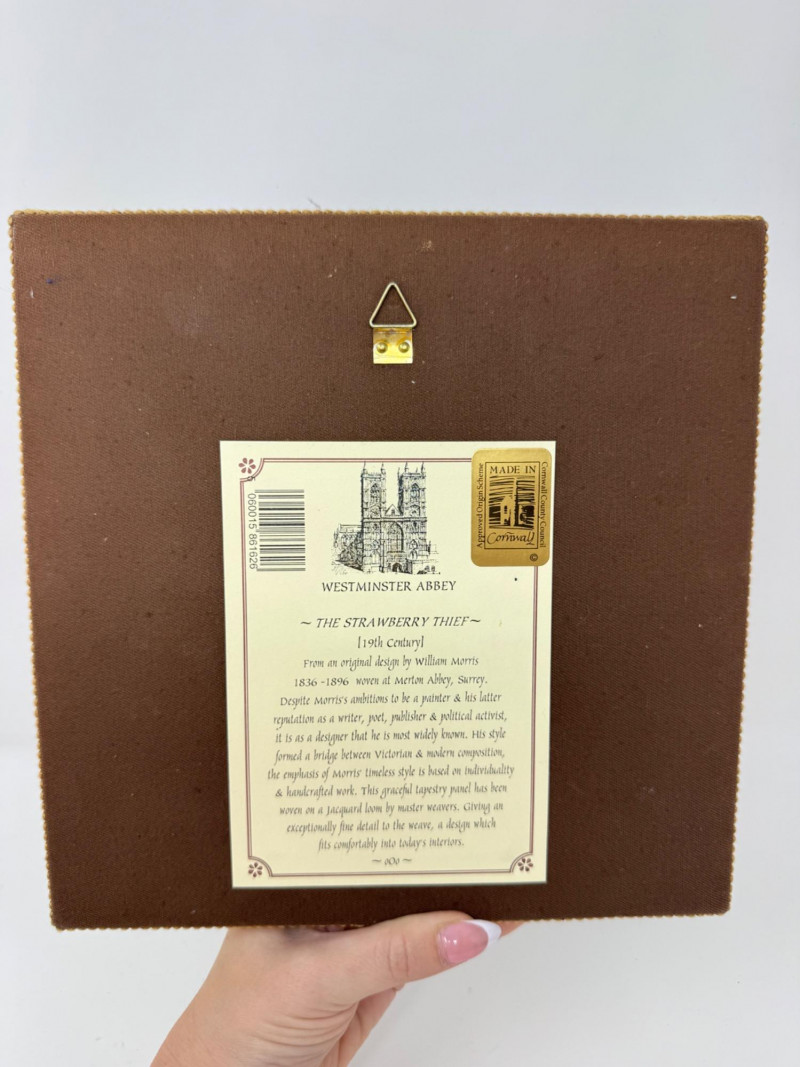 5 060015 861626
Approved Origin Scheme
MADE IN
Cornwall
Cornwall County Council
©
WESTMINSTER ABBEY
~ THE STRAWBERRY THIEF ~
[19th Century]
From an original design by William Morris
1836 -1896 woven at Merton Abbey, Surrey.
Despite Morris's ambitions to be a painter & his latter
reputation as a writer, poet, publisher & political activist,
it is as a designer that he is most widely known. His style
formed a bridge between Victorian & modern composition,
the emphasis of Morris' timeless style is based on individuality
& handcrafted work. This graceful tapestry panel has been
woven on a Jacquard loom by master weavers. Giving an
exceptionally fine detail to the weave, a design which
fits comfortably into today's interiors.
~ oOo ~